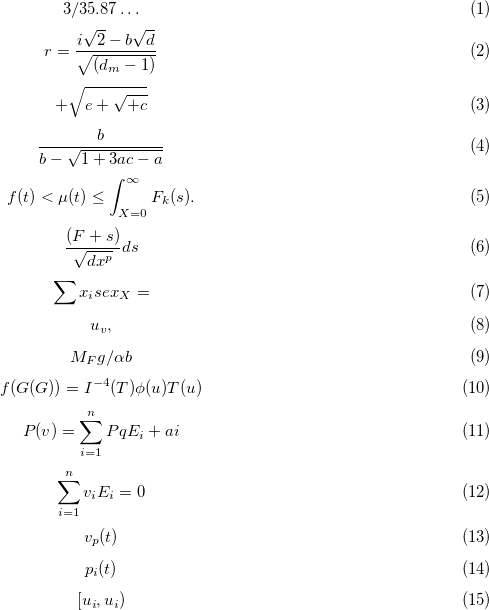 3/35.87 … (1)
r = \frac{i\sqrt{2} - b\sqrt{d}}{\sqrt{(d_m - 1)}} (2)
+\sqrt{e + \sqrt{+c}} (3)
\frac{b}{b - \sqrt{1 + 3ac - a}} (4)
f(t) < \mu(t) \leq \int_{X=0}^{\infty} F_k(s). (5)
\frac{(F + s)}{\sqrt{dx^p}} ds (6)
\sum x_i sex_X = (7)
u_v, (8)
M_F g/\alpha b (9)
f(G(G)) = I^{-4}(T)\phi(u)T(u) (10)
P(v) = \sum_{i=1}^{n} PqE_i + ai (11)
\sum_{i=1}^{n} v_i E_i = 0 (12)
v_p(t) (13)
p_i(t) (14)
[u_i, u_i) (15)